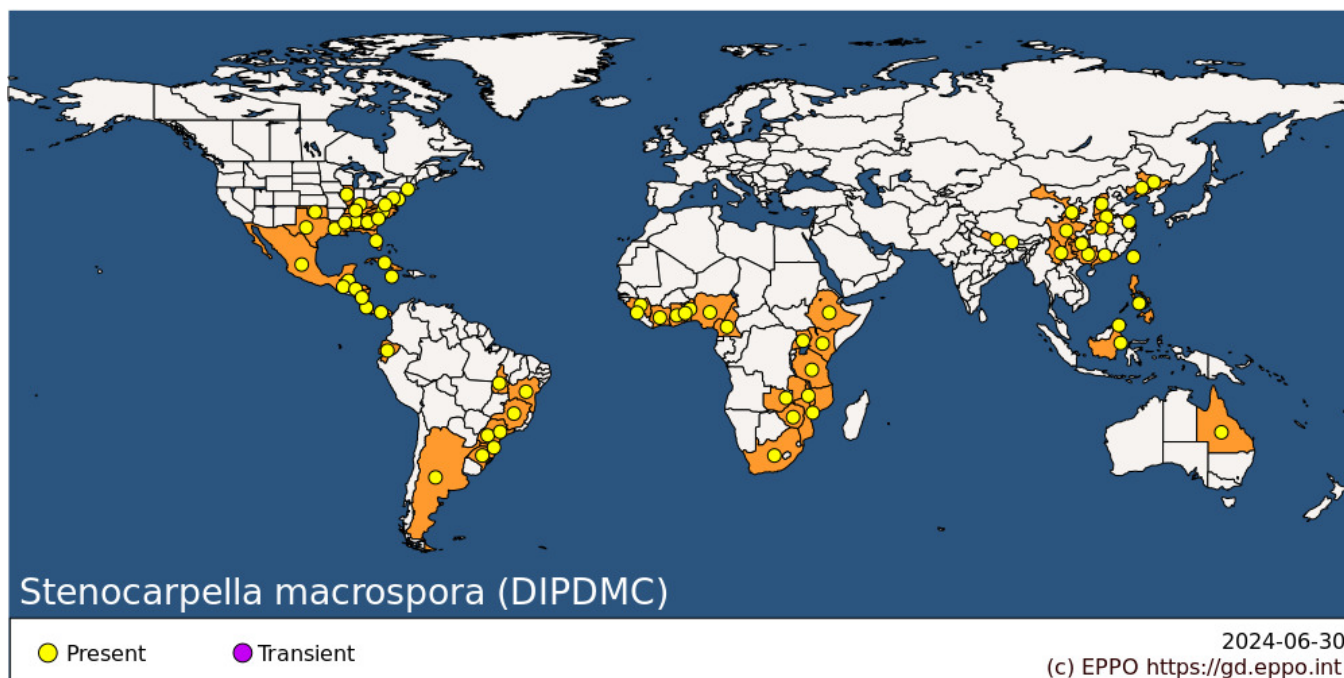 Stenocarpella macrospora (DIPDMC)
Present
Transient
2024-06-30
(c) EPPO https://gd.eppo.int